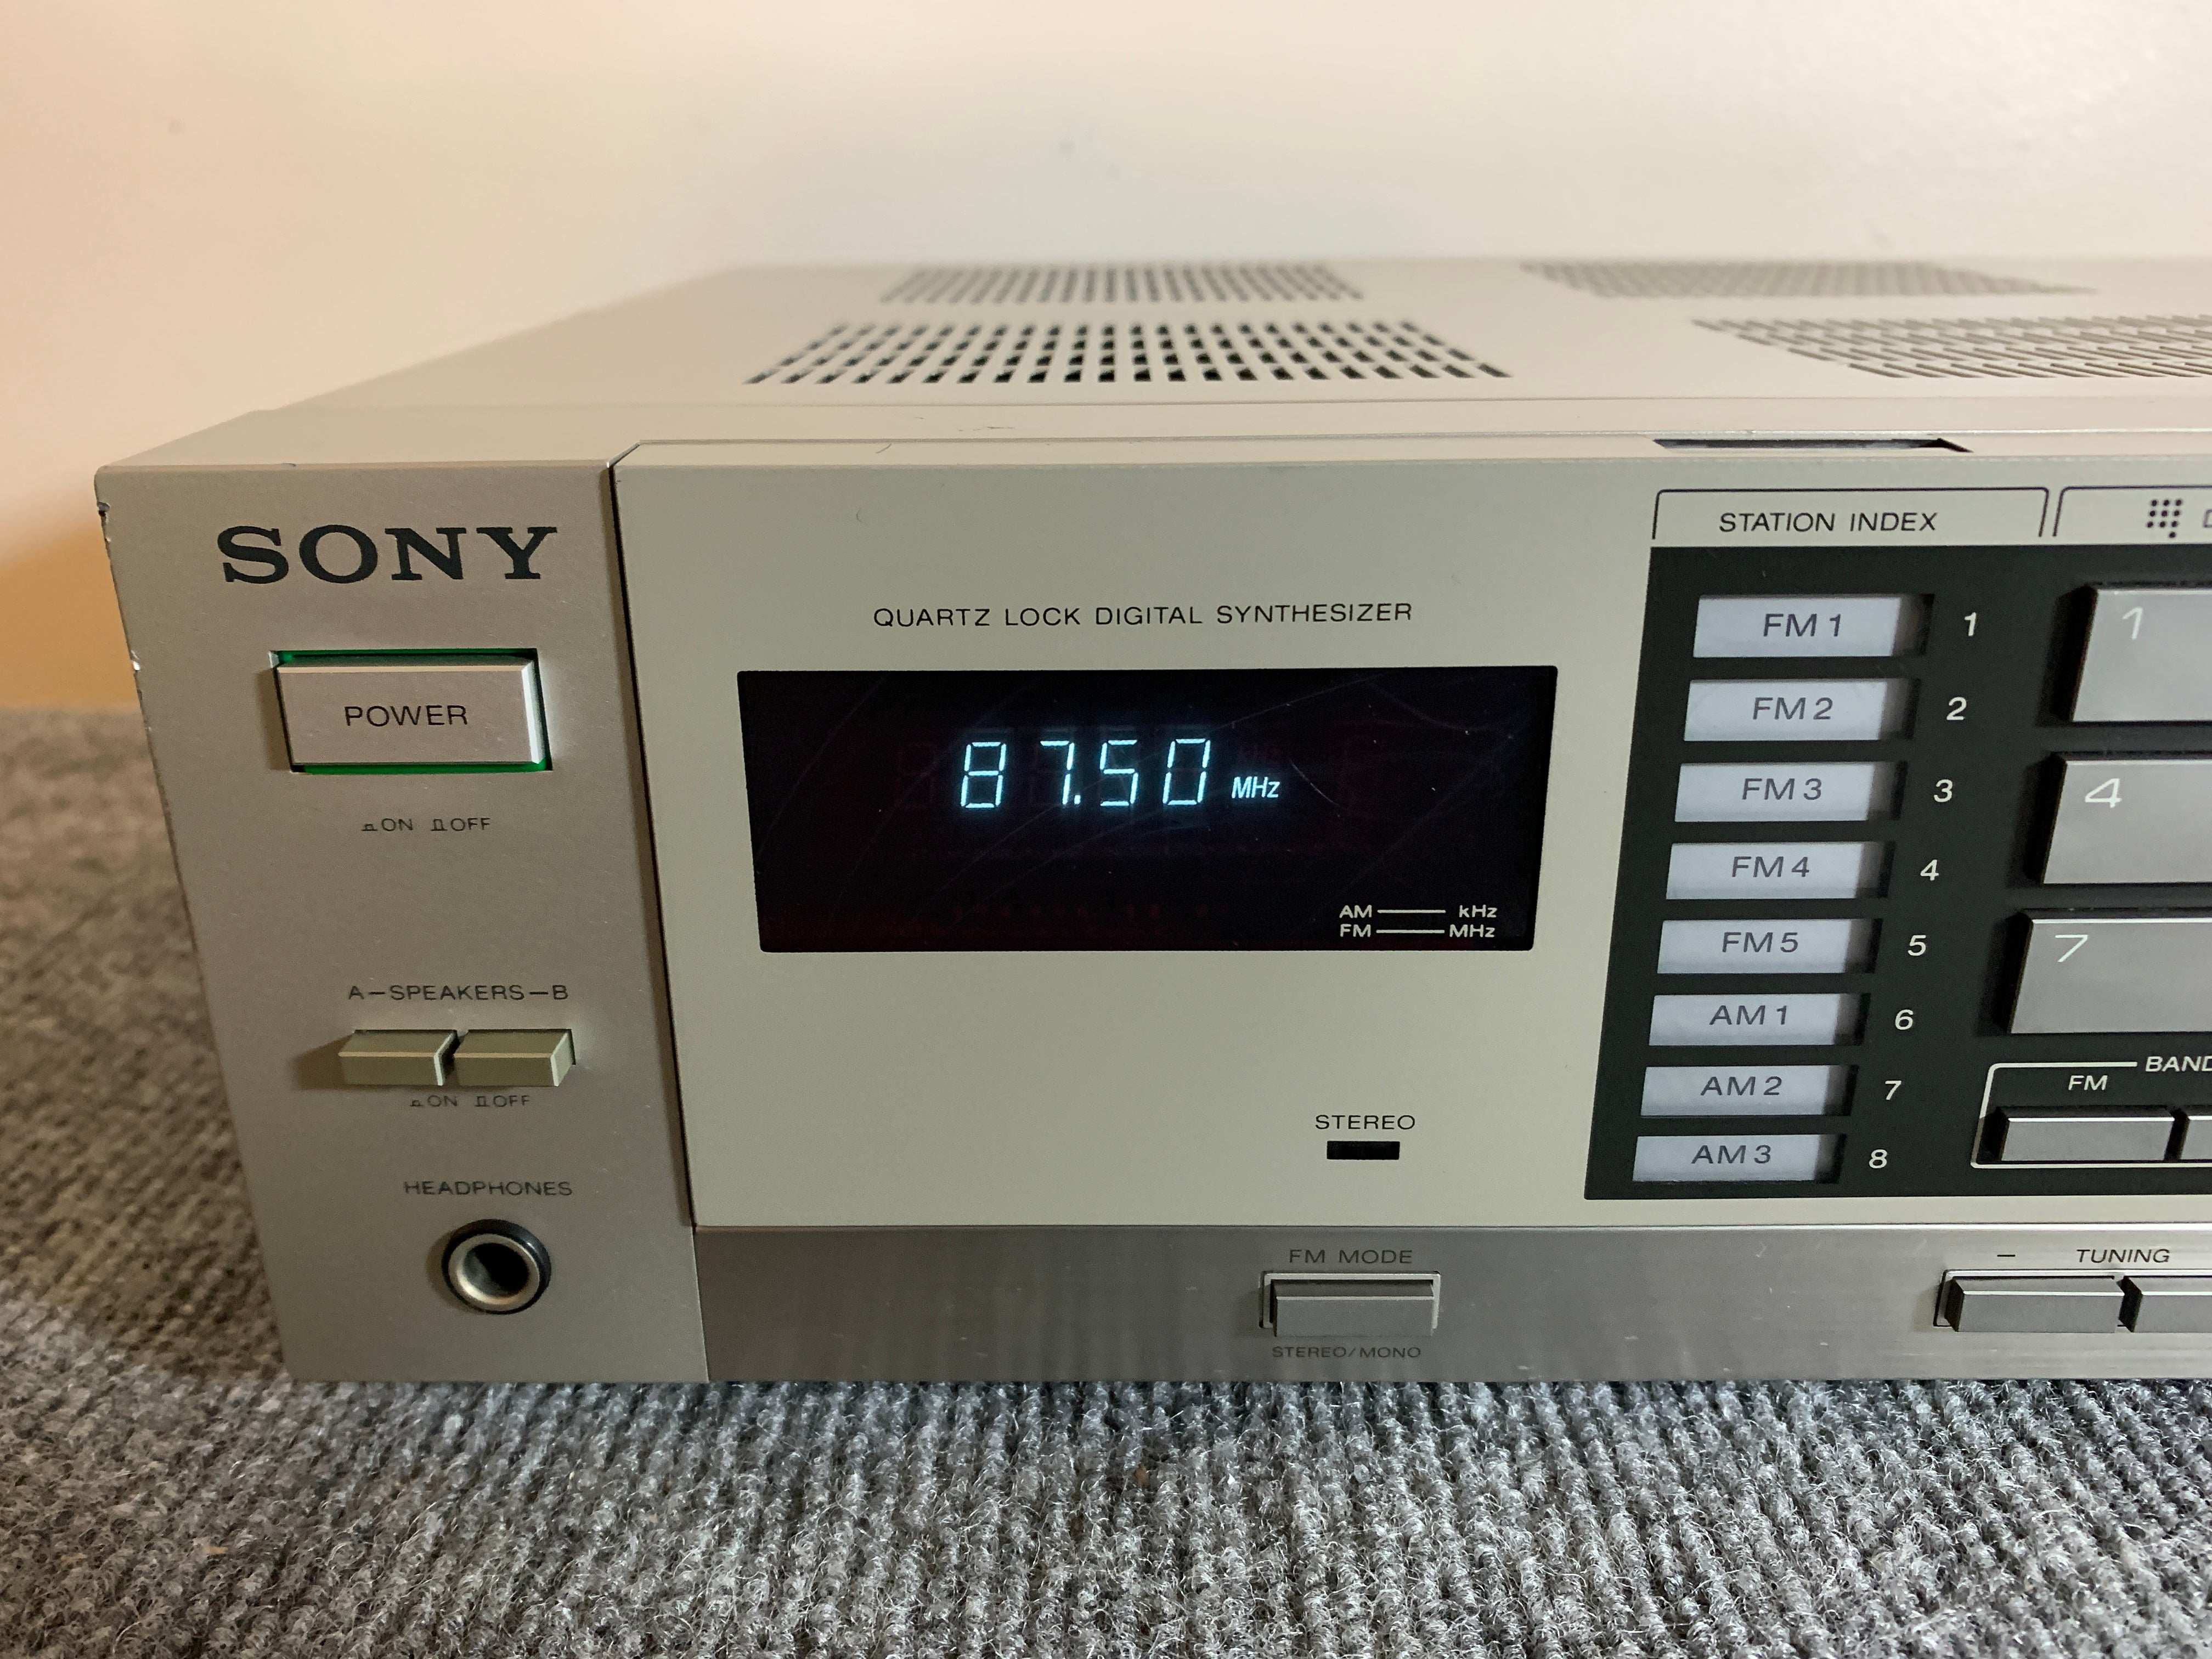 SONY
POWER
ON OFF
A-SPEAKERS-B
ON OFF
HEADPHONES
QUARTZ LOCK DIGITAL SYNTHESIZER
87.50 MHz
AM kHz
FM MHz
STEREO
FM MODE
STEREO/MONO
STATION INDEX
FM 1 1
FM 2 2
FM 3 3
FM 4 4
FM 5 5
AM 1 6
AM 2 7
AM 3 8
1
4
7
FM
− TUNING